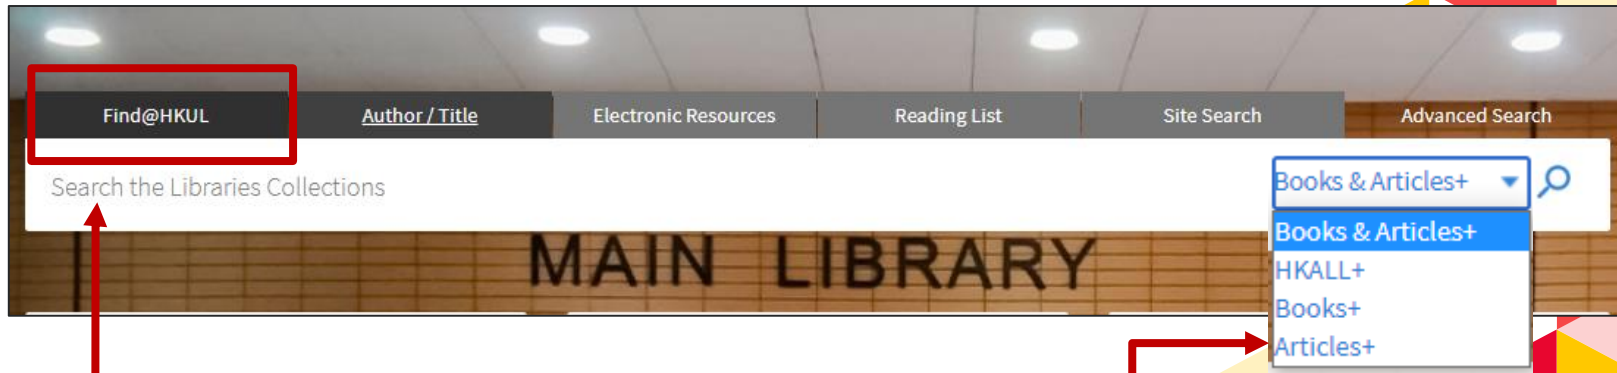 Find@HKUL Author / Title Electronic Resources Reading List Site Search Advanced Search
Search the Libraries Collections Books & Articles+
MAIN LIBRARY
Books & Articles+
HKALL+
Books+
Articles+